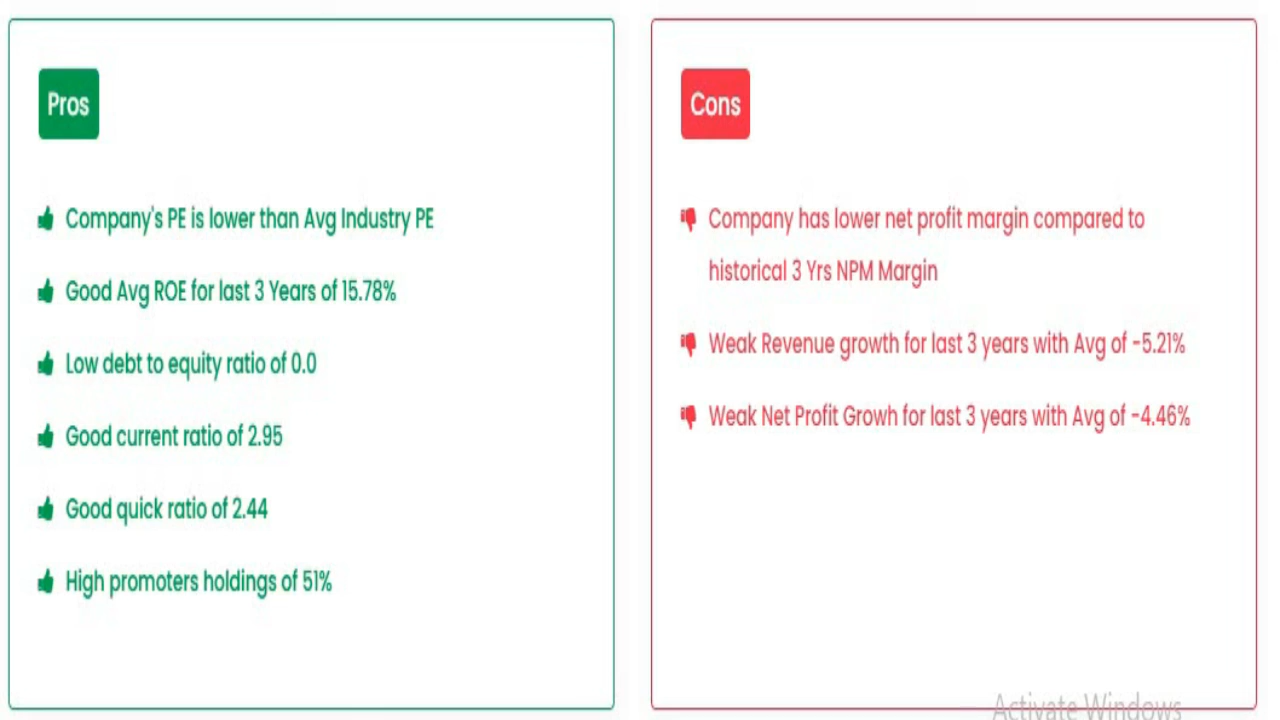 Pros
Company's PE is lower than Avg Industry PE
Good Avg ROE for last 3 Years of 15.78%
Low debt to equity ratio of 0.0
Good current ratio of 2.95
Good quick ratio of 2.44
High promoters holdings of 51%
Cons
Company has lower net profit margin compared to
historical 3 Yrs NPM Margin
Weak Revenue growth for last 3 years with Avg of -5.21%
Weak Net Profit Growh for last 3 years with Avg of -4.46%
Activate Windows